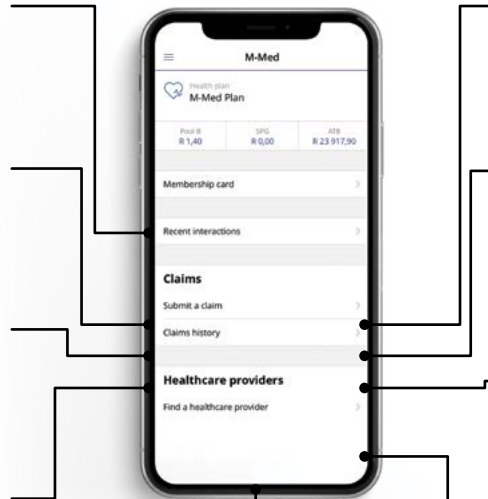 M-Med
Health plan
M-Med Plan
Pool B SPG ATB
R 1,40 R 0,00 R 23 917,90
Membership card
Recent interactions
Claims
Submit a claim
Claims history
Healthcare providers
Find a healthcare provider